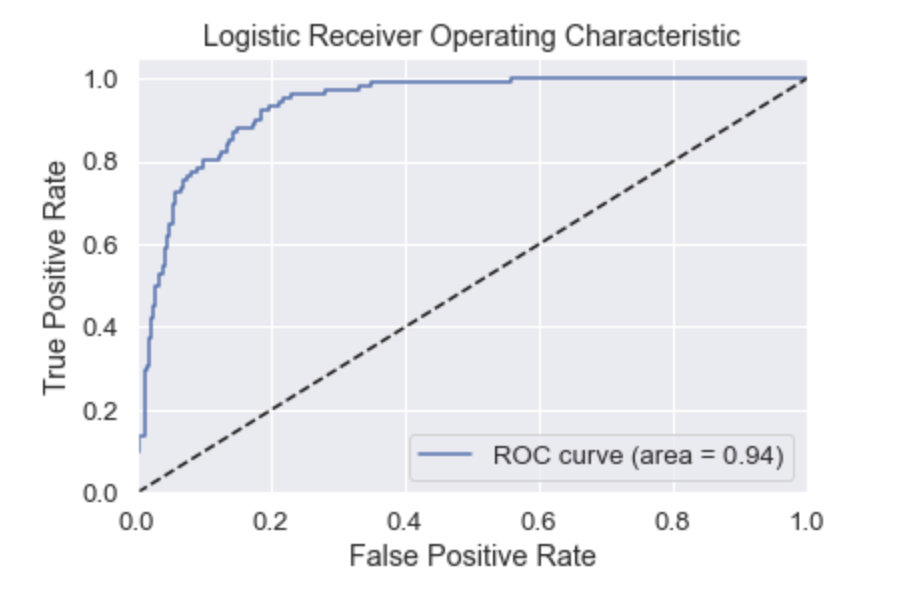 Logistic Receiver Operating Characteristic
True Positive Rate
1.0
0.8
0.6
0.4
0.2
0.0
ROC curve (area = 0.94)
0.0 0.2 0.4 0.6 0.8 1.0
False Positive Rate